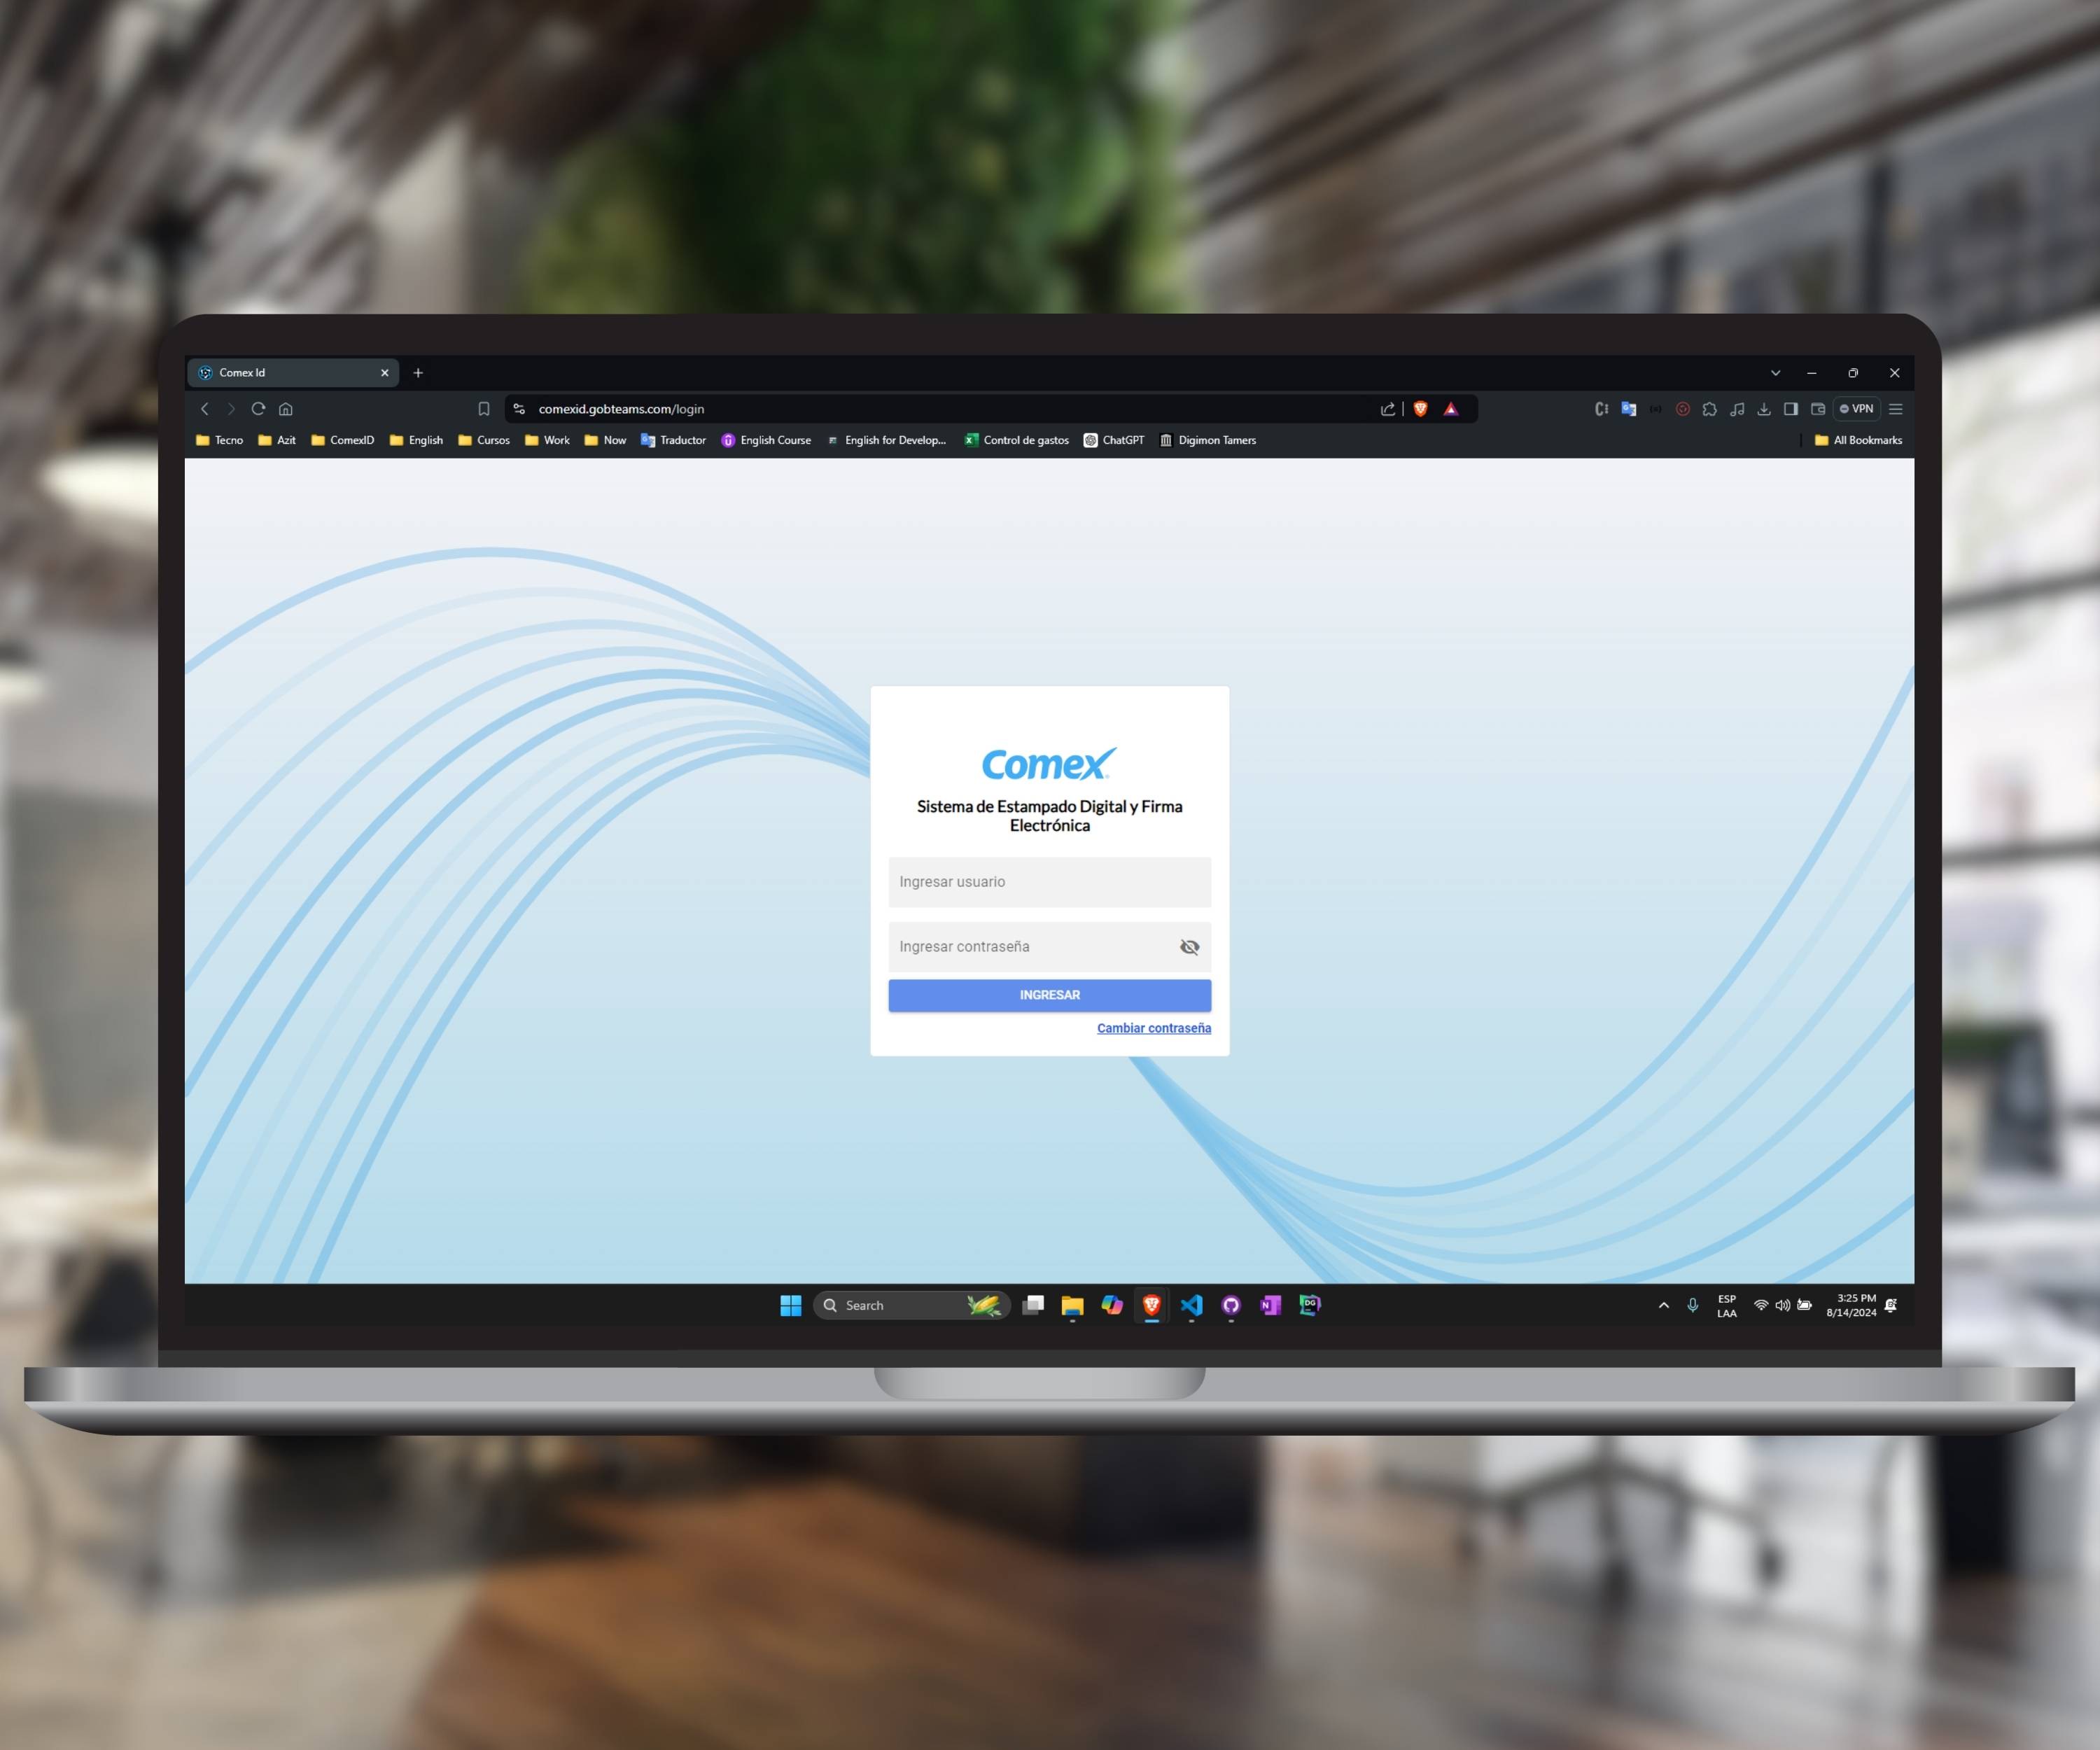 Comex Id
comexid.gobteams.com/login
VPN
Tecno Azit ComexID English Cursos Work Now Traductor English Course English for Develop... Control de gastos ChatGPT Digimon Tamers All Bookmarks
Comex
Sistema de Estampado Digital y Firma
Electrónica
Ingresar usuario
Ingresar contraseña
INGRESAR
Cambiar contraseña
Search
ESP
LAA
3:25 PM
8/14/2024